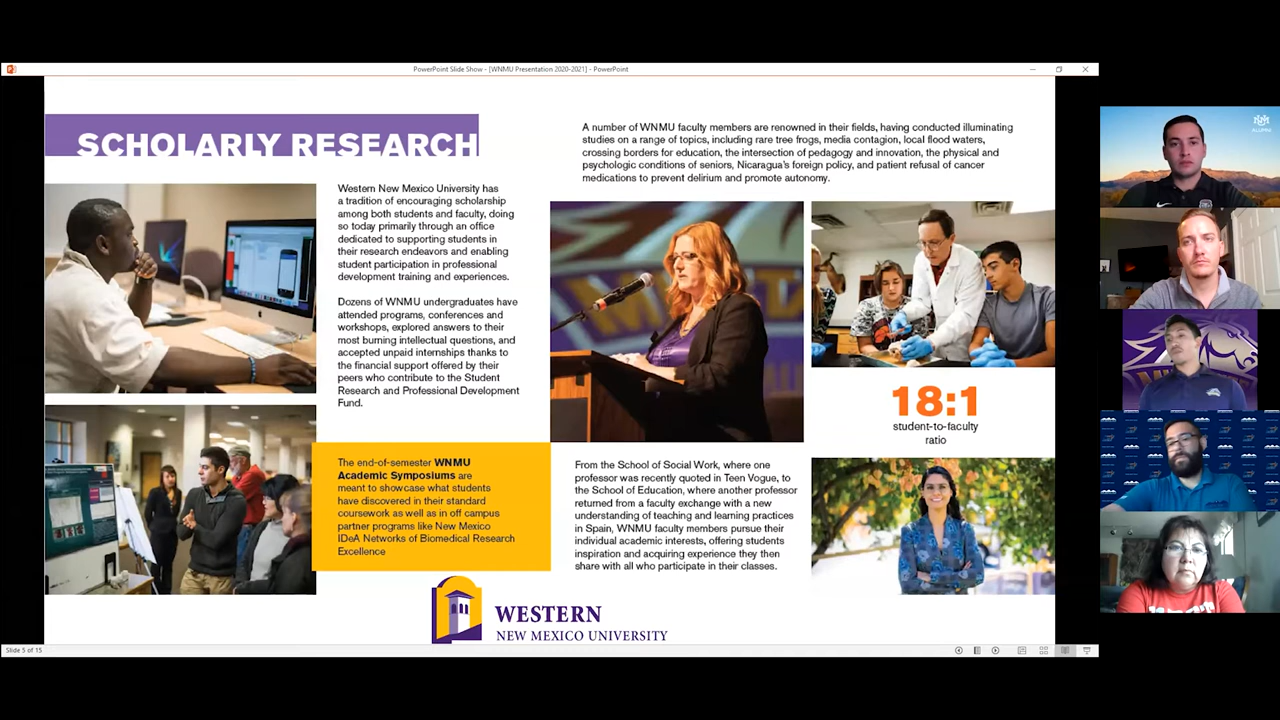 PowerPoint Slide Show - [WNMU Presentation 2020-2021] - PowerPoint
SCHOLARLY RESEARCH
Western New Mexico University has
a tradition of encouraging scholarship
among both students and faculty, doing
so today primarily through an office
dedicated to supporting students in
their research endeavors and enabling
student participation in professional
development training and experiences.
Dozens of WNMU undergraduates have
attended programs, conferences and
workshops, explored answers to their
most burning intellectual questions, and
accepted unpaid internships thanks to
the financial support offered by their
peers who contribute to the Student
Research and Professional Development
Fund.
The end-of-semester WNMU
Academic Symposiums are
meant to showcase what students
have discovered in their standard
coursework as well as in off campus
partner programs like New Mexico
IDeA Networks of Biomedical Research
Excellence
A number of WNMU faculty members are renowned in their fields, having conducted illuminating
studies on a range of topics, including rare tree frogs, media contagion, local flood waters,
crossing borders for education, the intersection of pedagogy and innovation, the physical and
psychologic conditions of seniors, Nicaragua's foreign policy, and patient refusal of cancer
medications to prevent delirium and promote autonomy.
18:1
student-to-faculty
ratio
From the School of Social Work, where one
professor was recently quoted in Teen Vogue, to
the School of Education, where another professor
returned from a faculty exchange with a new
understanding of teaching and learning practices
in Spain, WNMU faculty members pursue their
individual academic interests, offering students
inspiration and acquiring experience they then
share with all who participate in their classes.
WESTERN
NEW MEXICO UNIVERSITY
Slide 5 of 15
ALUMNI